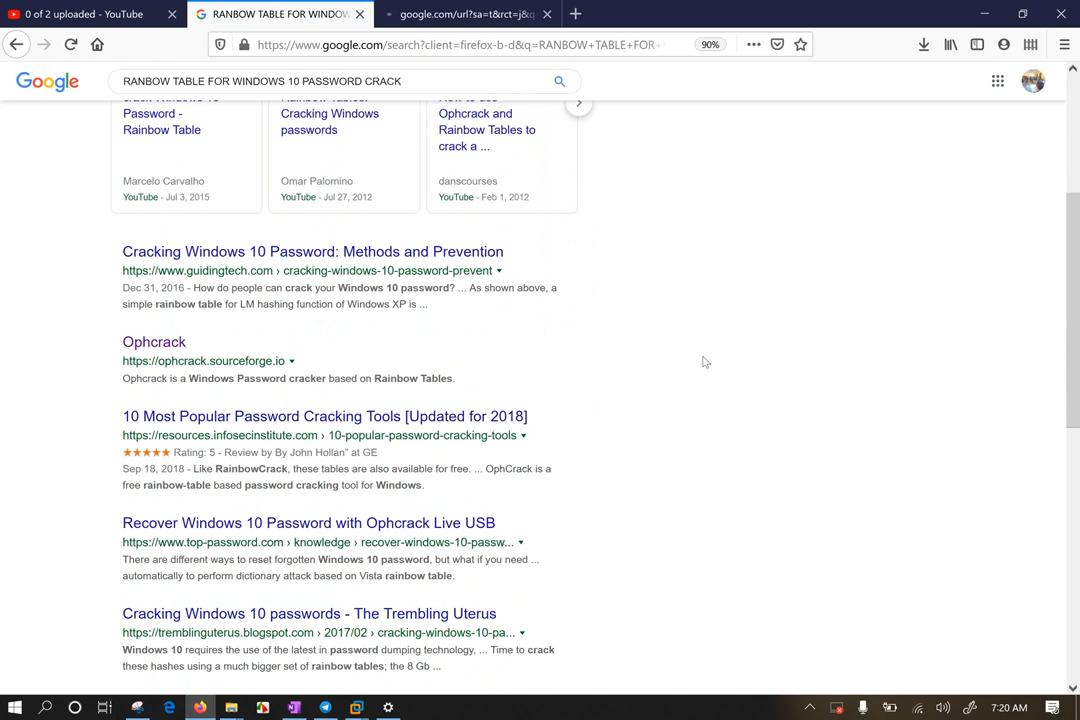 0 of 2 uploaded - YouTube
RANBOW TABLE FOR WINDOW
google.com/url?sa=t&rct=j&q
https://www.google.com/search?client=firefox-b-d&q=RANBOW+TABLE+FOR+
90%
Google
RANBOW TABLE FOR WINDOWS 10 PASSWORD CRACK
crack Windows 10
Password -
Rainbow Table
Marcelo Carvalho
YouTube - Jul 3, 2015
Rainbow Tables:
Cracking Windows
passwords
Omar Palomino
YouTube - Jul 27, 2012
How to use
Ophcrack and
Rainbow Tables to
crack a ...
danscourses
YouTube - Feb 1, 2012
Cracking Windows 10 Password: Methods and Prevention
https://www.guidingtech.com › cracking-windows-10-password-prevent
Dec 31, 2016 - How do people can crack your Windows 10 password? ... As shown above, a
simple rainbow table for LM hashing function of Windows XP is ...
Ophcrack
https://ophcrack.sourceforge.io
Ophcrack is a Windows Password cracker based on Rainbow Tables.
10 Most Popular Password Cracking Tools [Updated for 2018]
https://resources.infosecinstitute.com › 10-popular-password-cracking-tools
Rating: 5 - Review by By John Hollan" at GE
Sep 18, 2018 - Like RainbowCrack, these tables are also available for free. ... OphCrack is a
free rainbow-table based password cracking tool for Windows.
Recover Windows 10 Password with Ophcrack Live USB
https://www.top-password.com › knowledge › recover-windows-10-passw...
There are different ways to reset forgotten Windows 10 password, but what if you need ...
automatically to perform dictionary attack based on Vista rainbow table.
Cracking Windows 10 passwords - The Trembling Uterus
https://tremblinguterus.blogspot.com › 2017/02 › cracking-windows-10-pa...
Windows 10 requires the use of the latest in password dumping technology, ... Time to crack
these hashes using a much bigger set of rainbow tables; the 8 Gb ...
7:20 AM